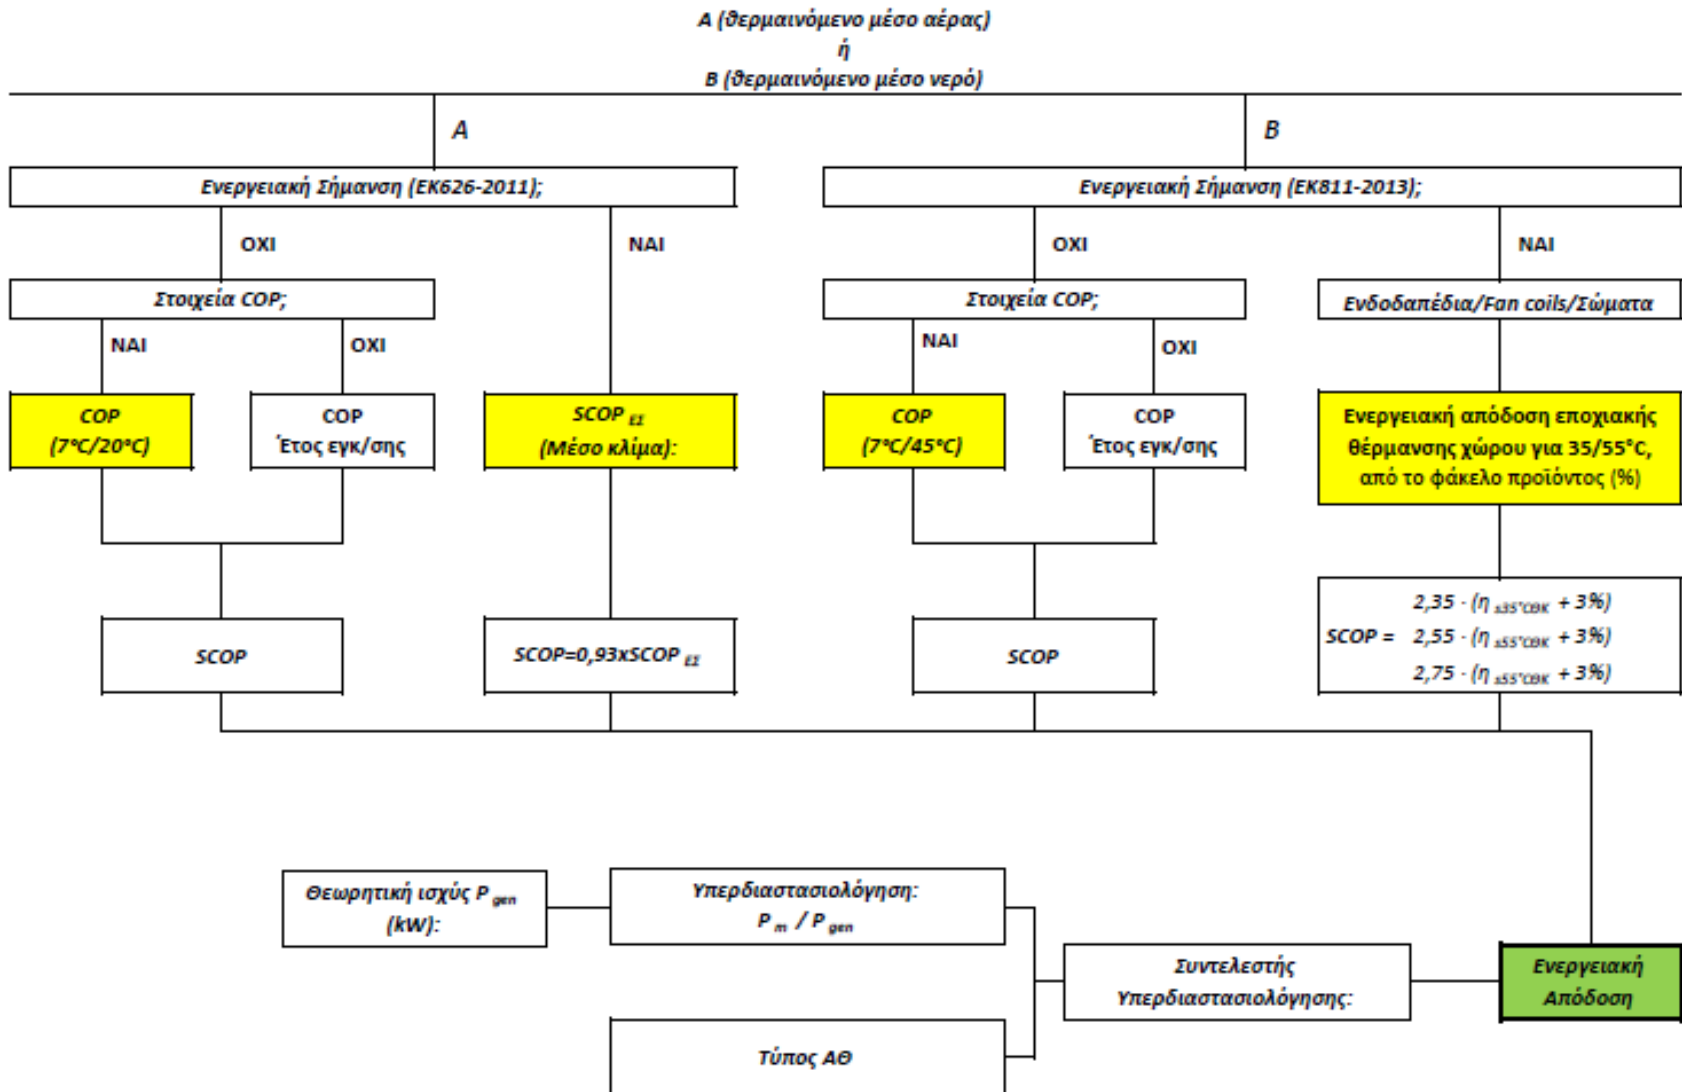 A (θερμαινόμενο μέσο αέρας)
ή
B (θερμαινόμενο μέσο νερό)
A
B
Ενεργειακή Σήμανση (ΕΚ626-2011);
Ενεργειακή Σήμανση (ΕΚ811-2013);
ΟΧΙ
ΝΑΙ
ΟΧΙ
ΝΑΙ
Στοιχεία COP;
Στοιχεία COP;
Ενδοδαπέδια/Fan coils/Σώματα
ΝΑΙ
ΟΧΙ
ΝΑΙ
ΟΧΙ
COP
(7°C/20°C)
COP
Έτος εγκ/σης
SCOP ΕΣ
(Μέσο κλίμα):
COP
(7°C/45°C)
COP
Έτος εγκ/σης
Ενεργειακή απόδοση εποχιακής
θέρμανσης χώρου για 35/55°C,
από το φάκελο προϊόντος (%)
SCOP
SCOP=0,93xSCOP ΕΣ
SCOP
2,35 · (η s35°CΘΚ + 3%)
SCOP = 2,55 · (η s55°CΘΚ + 3%)
2,75 · (η s55°CΘΚ + 3%)
Θεωρητική ισχύς P gen
(kW):
Υπερδιαστασιολόγηση:
P m / P gen
Συντελεστής
Υπερδιαστασιολόγησης:
Ενεργειακή
Απόδοση
Τύπος ΑΘ